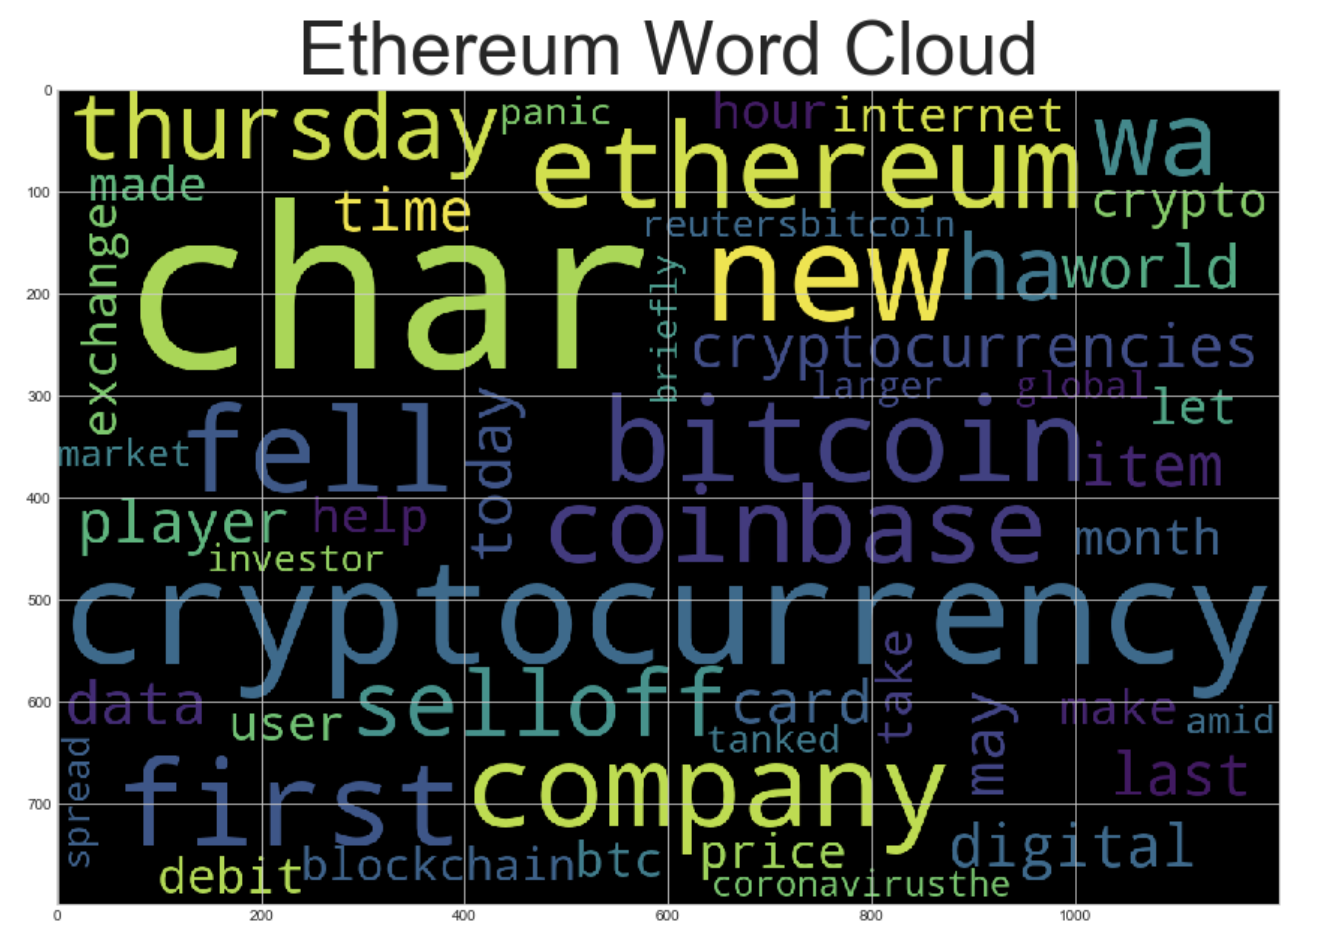 Ethereum Word Cloud
thursday
panic
hour
internet
ethereum
wa
made
time
crypto
reutersbitcoin
exchange
char
briefly
new
ha
world
cryptocurrencies
larger
global
let
fell
today
bitcoin
market
item
player
help
investor
coinbase
month
cryptocurrency
data
user
selloff
card
tanked
take
may
make
amid
spread
first
company
last
debit
blockchain
btc
price
digital
coronavirusthe
0
100
200
300
400
500
600
700
0
200
400
600
800
1000